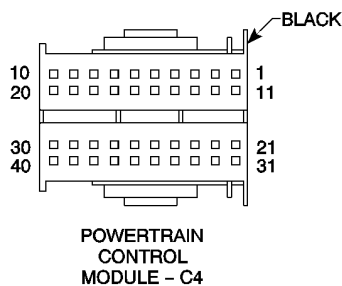 BLACK
10 1
20 11
30 21
40 31
POWERTRAIN
CONTROL
MODULE – C4